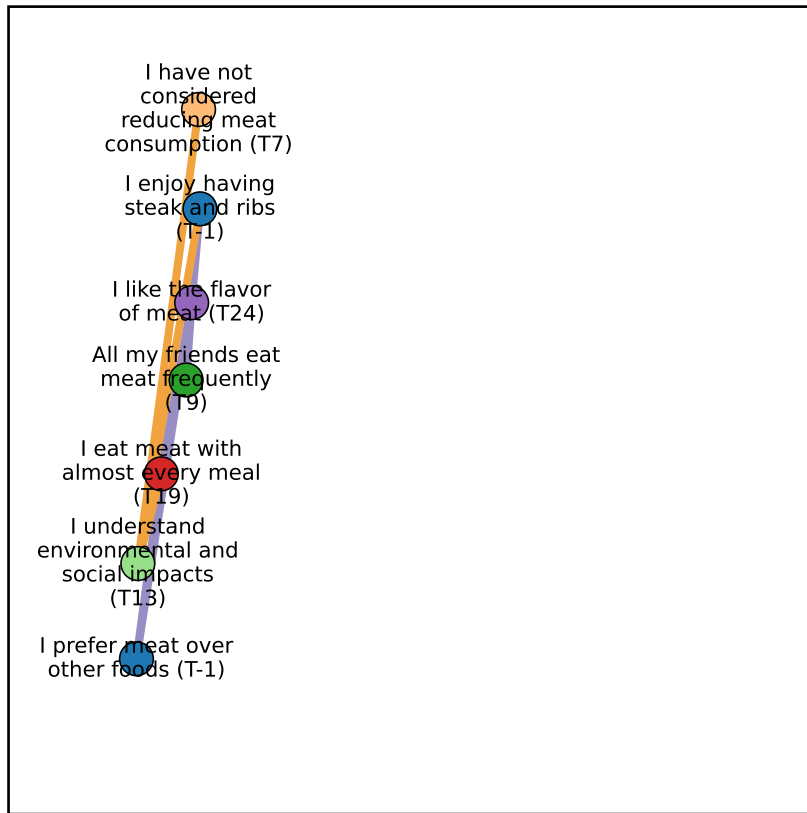 I have not
considered
reducing meat
consumption (T7)
I enjoy having
steak and ribs
(T-1)
I like the flavor
of meat (T24)
All my friends eat
meat frequently
(T9)
I eat meat with
almost every meal
(T19)
I understand
environmental and
social impacts
(T13)
I prefer meat over
other foods (T-1)